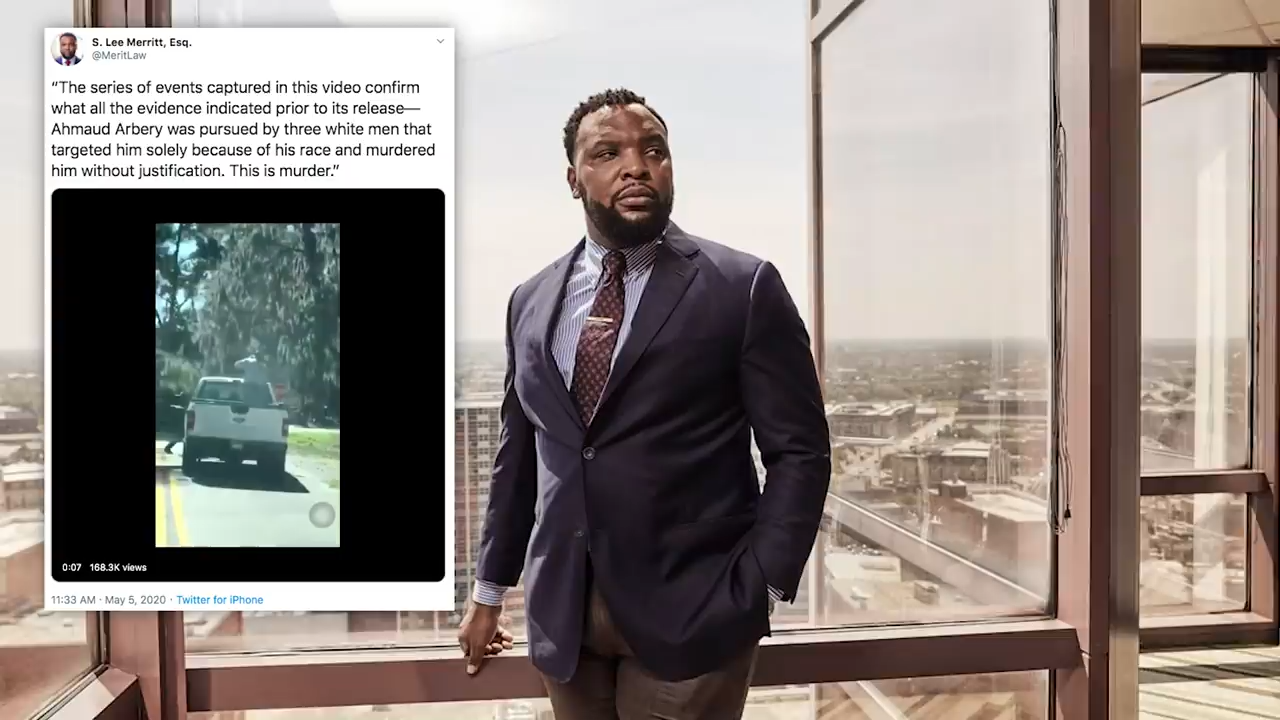 S. Lee Merritt, Esq.
@MeritLaw
“The series of events captured in this video confirm
what all the evidence indicated prior to its release—
Ahmaud Arbery was pursued by three white men that
targeted him solely because of his race and murdered
him without justification. This is murder.”
0:07 168.3K views
11:33 AM · May 5, 2020 · Twitter for iPhone